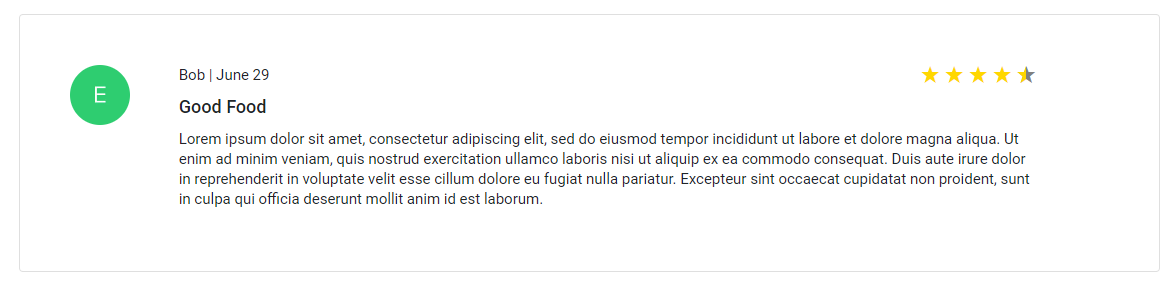 E
Bob | June 29
Good Food
Lorem ipsum dolor sit amet, consectetur adipiscing elit, sed do eiusmod tempor incididunt ut labore et dolore magna aliqua. Ut
enim ad minim veniam, quis nostrud exercitation ullamco laboris nisi ut aliquip ex ea commodo consequat. Duis aute irure dolor
in reprehenderit in voluptate velit esse cillum dolore eu fugiat nulla pariatur. Excepteur sint occaecat cupidatat non proident, sunt
in culpa qui officia deserunt mollit anim id est laborum.